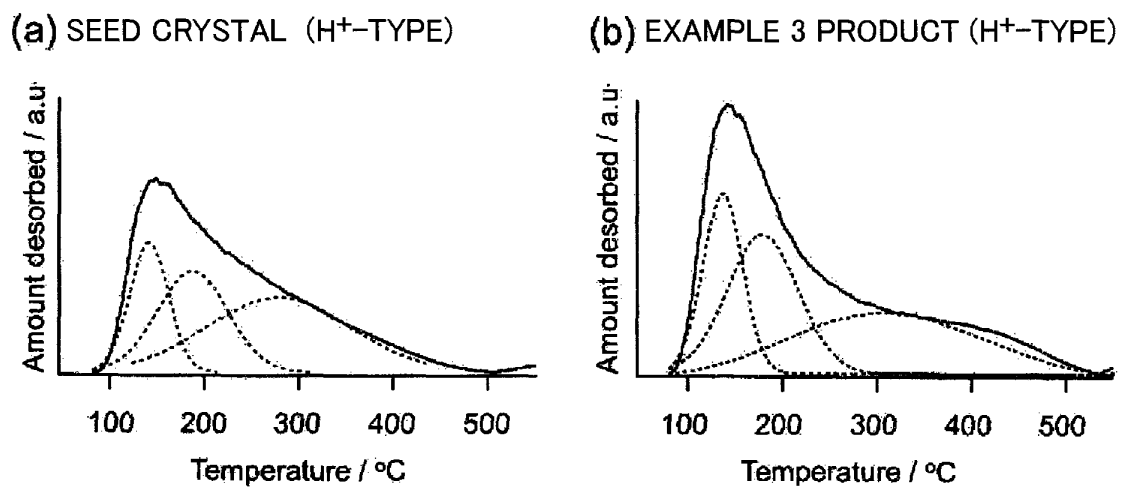 (a) SEED CRYSTAL (H⁺-TYPE)
Amount desorbed / a.u.
100 200 300 400 500
Temperature / °C
(b) EXAMPLE 3 PRODUCT (H⁺-TYPE)
Amount desorbed / a.u.
100 200 300 400 500
Temperature / °C